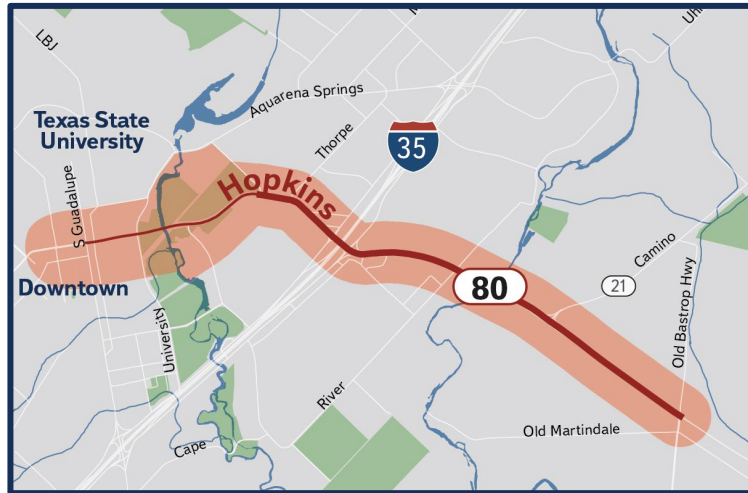 LBJ
Aquarena Springs
Texas State
University
Thorpe
35
Hopkins
S Guadalupe
Downtown
80
Camino
21
Old Bastrop Hwy
University
River
Cape
Old Martindale